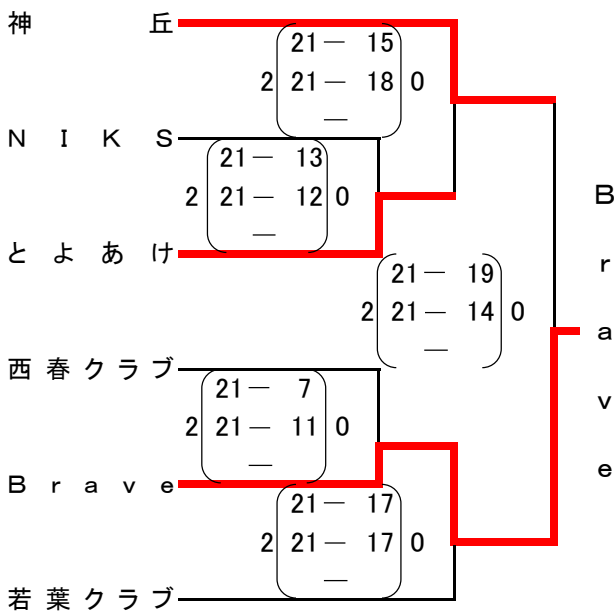 神丘
21 — 15
2 21 — 18 0
—
NIKS
21 — 13
2 21 — 12 0
—
とよあけ
21 — 19
2 21 — 14 0
—
Brave
西春クラブ
21 — 7
2 21 — 11 0
—
Brave
21 — 17
2 21 — 17 0
—
若葉クラブ